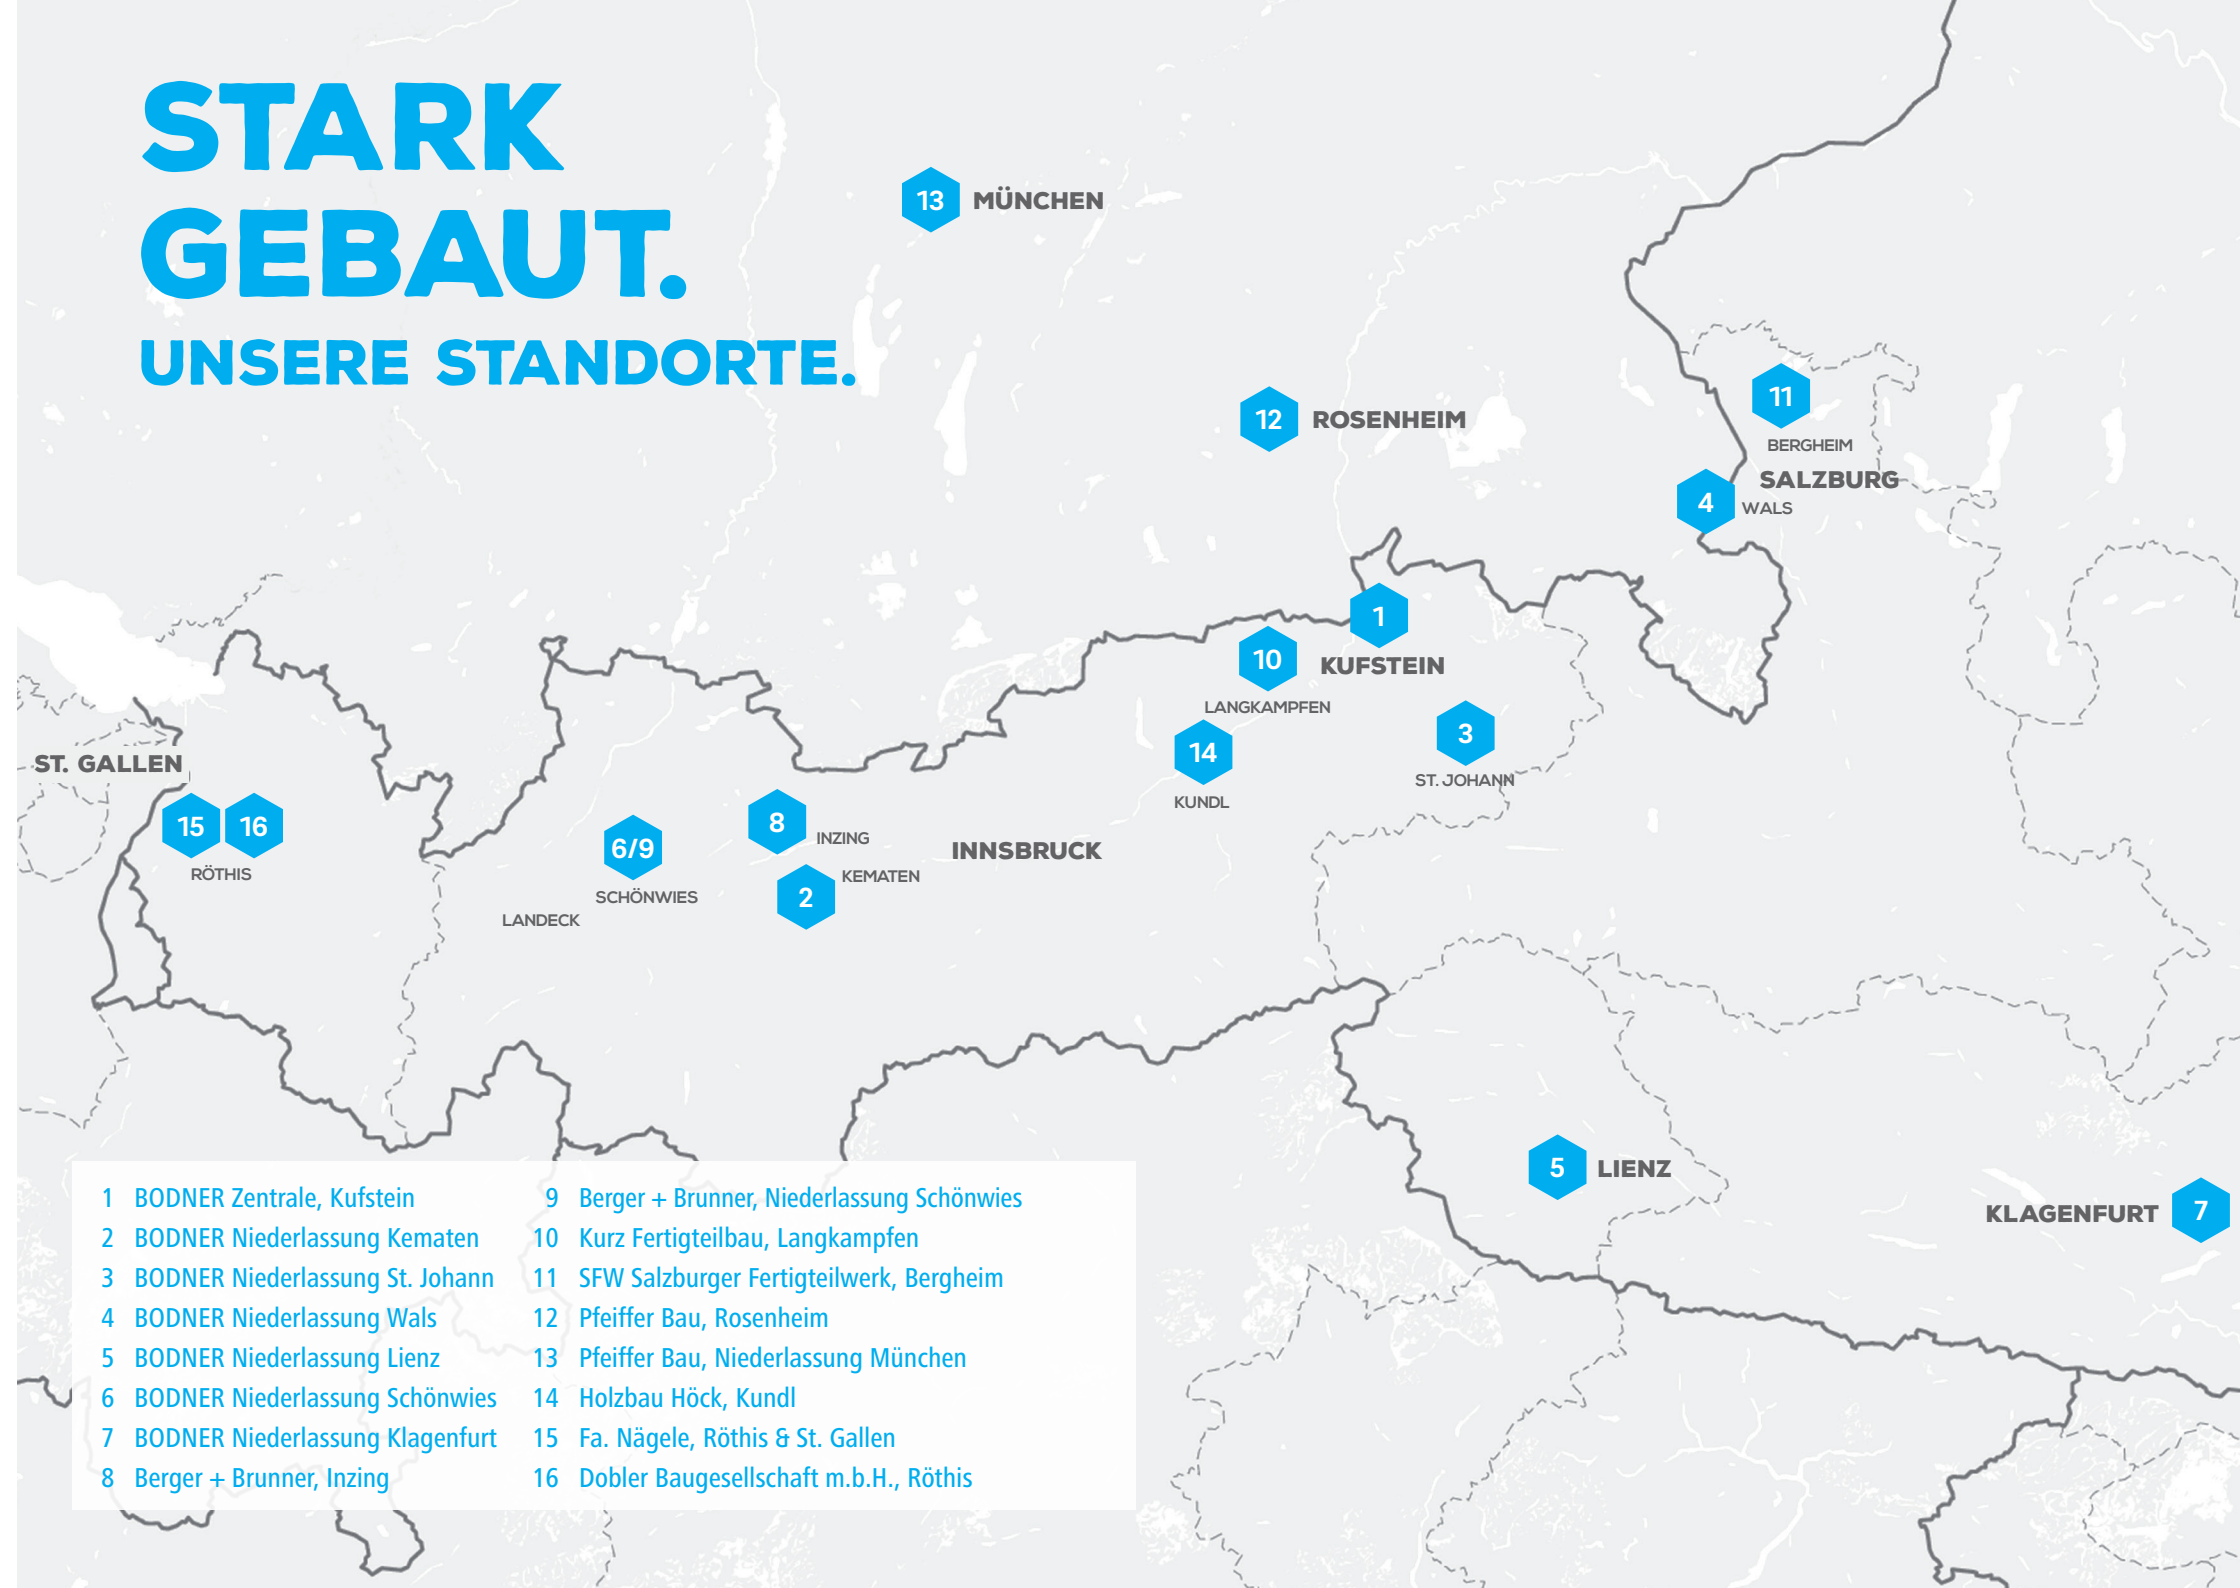 STARK
GEBAUT.
UNSERE STANDORTE.
13 MÜNCHEN
12 ROSENHEIM
11
BERGHEIM
SALZBURG
4 WALS
1
KUFSTEIN
10
LANGKAMPFEN
3
ST. JOHANN
14
KUNDL
ST. GALLEN
15 16
RÖTHIS
6/9
SCHÖNWIES
LANDECK
8 INZING
KEMATEN
2
INNSBRUCK
5 LIENZ
KLAGENFURT 7
1 BODNER Zentrale, Kufstein
2 BODNER Niederlassung Kematen
3 BODNER Niederlassung St. Johann
4 BODNER Niederlassung Wals
5 BODNER Niederlassung Lienz
6 BODNER Niederlassung Schönwies
7 BODNER Niederlassung Klagenfurt
8 Berger + Brunner, Inzing
9 Berger + Brunner, Niederlassung Schönwies
10 Kurz Fertigteilbau, Langkampfen
11 SFW Salzburger Fertigteilwerk, Bergheim
12 Pfeiffer Bau, Rosenheim
13 Pfeiffer Bau, Niederlassung München
14 Holzbau Höck, Kundl
15 Fa. Nägele, Röthis & St. Gallen
16 Dobler Baugesellschaft m.b.H., Röthis